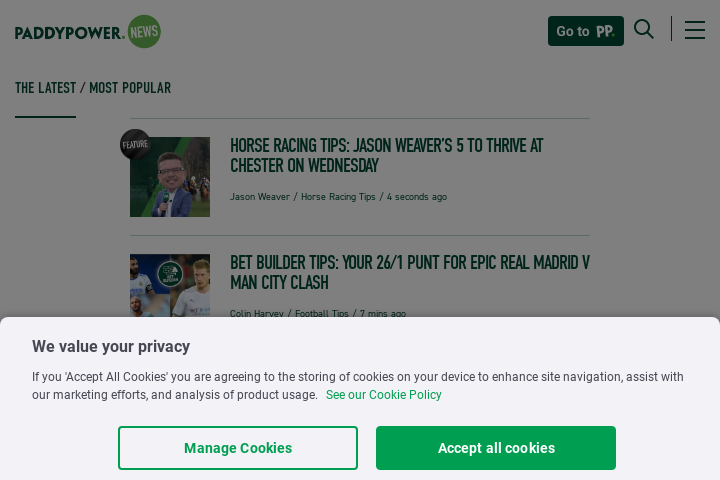 PADDYPOWER. NEWS
Go to PP.
THE LATEST / MOST POPULAR
FEATURE
HORSE RACING TIPS: JASON WEAVER'S 5 TO THRIVE AT
CHESTER ON WEDNESDAY
Jason Weaver / Horse Racing Tips / 4 seconds ago
BET BUILDER TIPS: YOUR 26/1 PUNT FOR EPIC REAL MADRID V
MAN CITY CLASH
Colin Harvey / Football Tips / 7 mins ago
We value your privacy
If you 'Accept All Cookies' you are agreeing to the storing of cookies on your device to enhance site navigation, assist with
our marketing efforts, and analysis of product usage. See our Cookie Policy
Manage Cookies
Accept all cookies